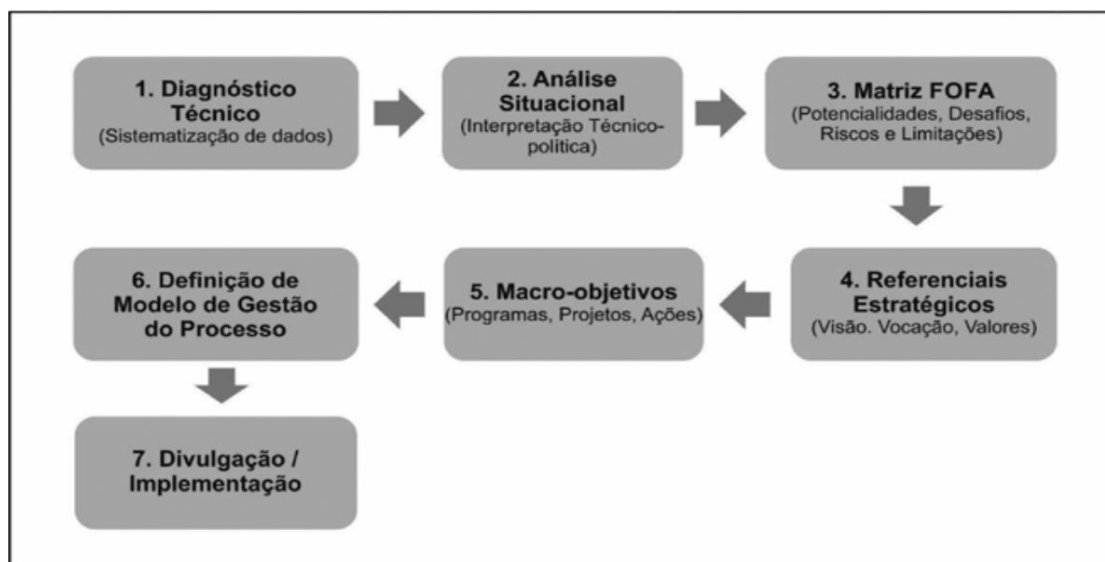 1. Diagnóstico
Técnico
(Sistematização de dados)
2. Análise
Situacional
(Interpretação Técnico-
política)
3. Matriz FOFA
(Potencialidades, Desafios,
Riscos e Limitações)
4. Referenciais
Estratégicos
(Visão. Vocação, Valores)
5. Macro-objetivos
(Programas, Projetos, Ações)
6. Definição de
Modelo de Gestão
do Processo
7. Divulgação /
Implementação